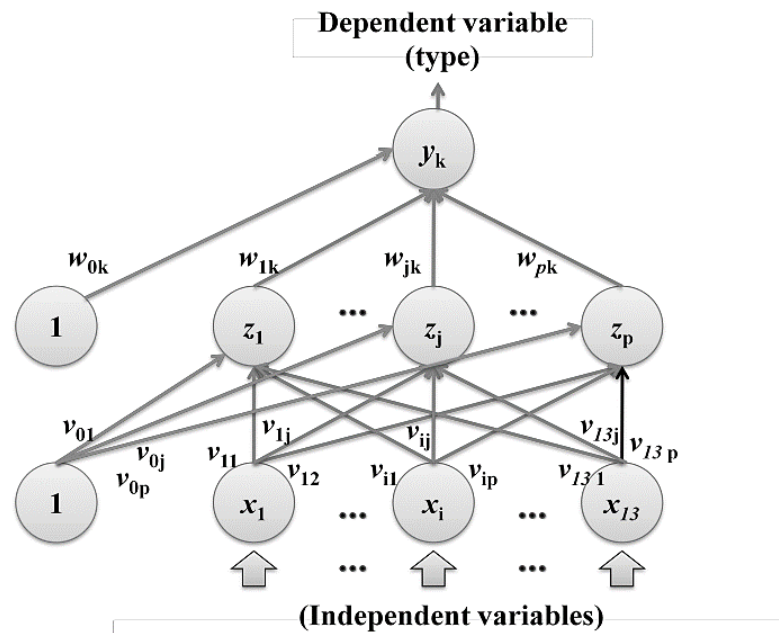 Dependent variable
(type)
yk
w0k w1k wjk wpk
1 z1 ... zj ... zp
v01 v0j v0p v11 v1j v12 vi1 vij vip v13 1 v13j v13 p
1 x1 ... xi ... x13
... ...
(Independent variables)